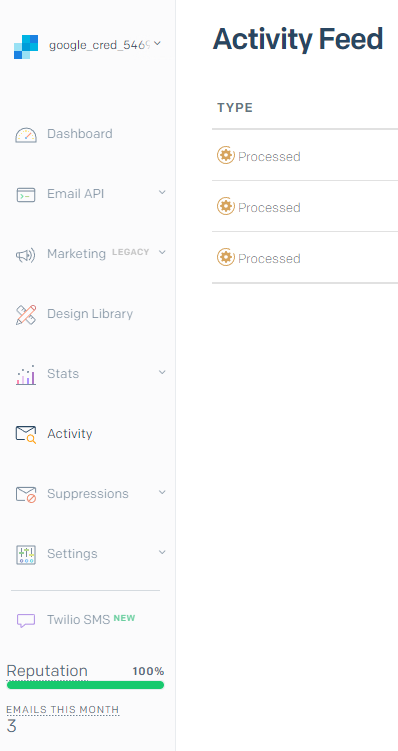 google_cred_546
Activity Feed
TYPE
Dashboard
Processed
Email API
Processed
Marketing LEGACY
Processed
Design Library
Stats
Activity
Suppressions
Settings
Twilio SMS NEW
Reputation 100%
EMAILS THIS MONTH
3